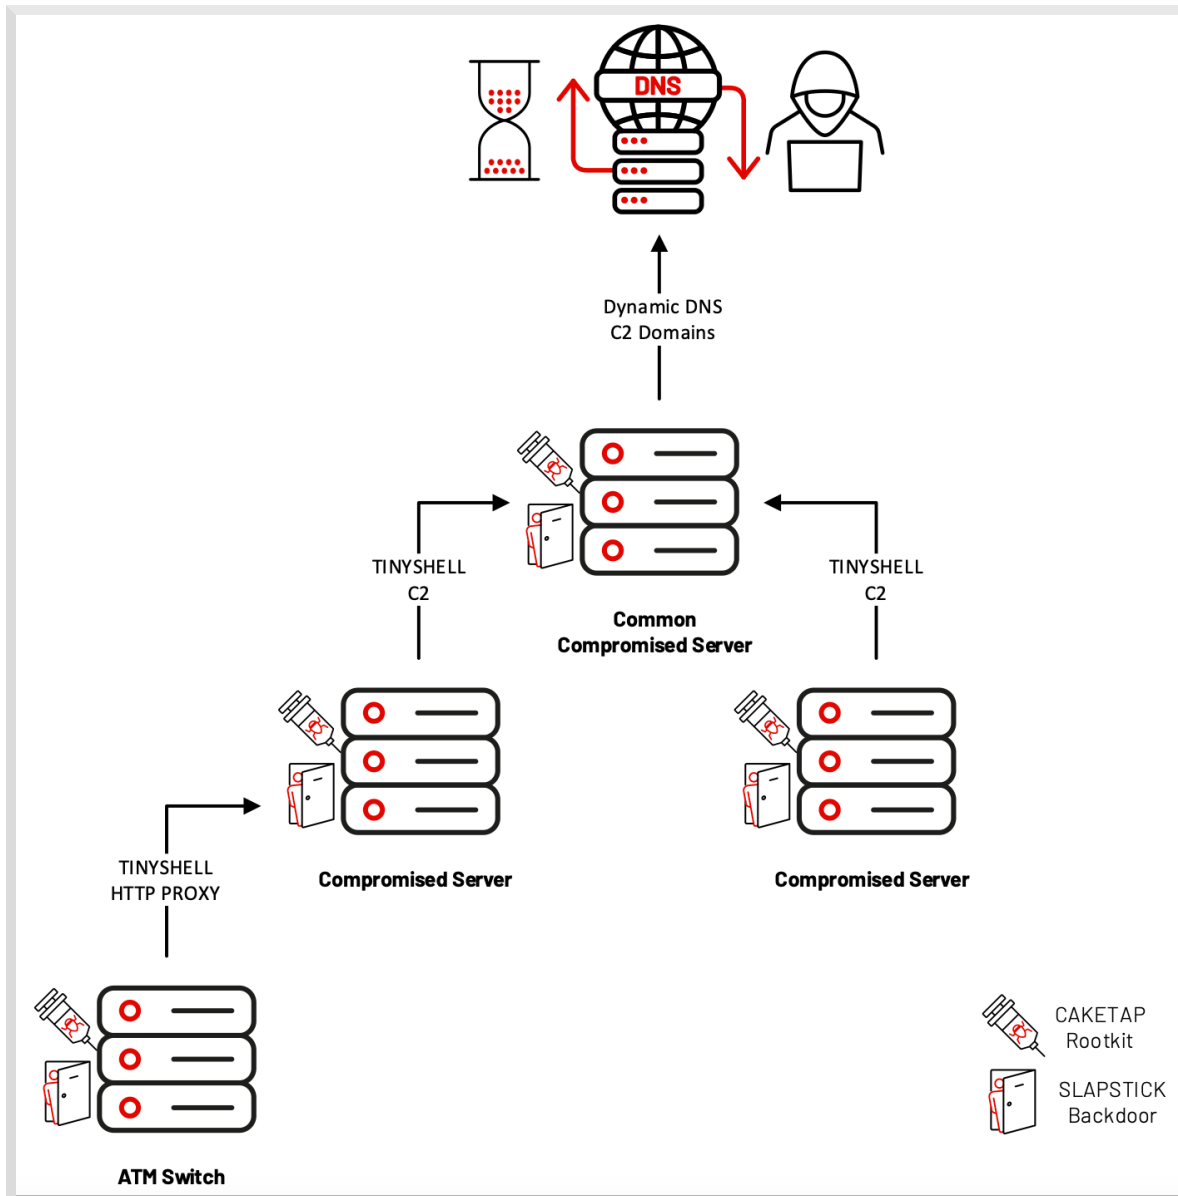 DNS
Dynamic DNS
C2 Domains
TINYSHELL
C2
TINYSHELL
C2
Common
Compromised Server
TINYSHELL
HTTP PROXY
Compromised Server
Compromised Server
CAKETAP
Rootkit
SLAPSTICK
Backdoor
ATM Switch